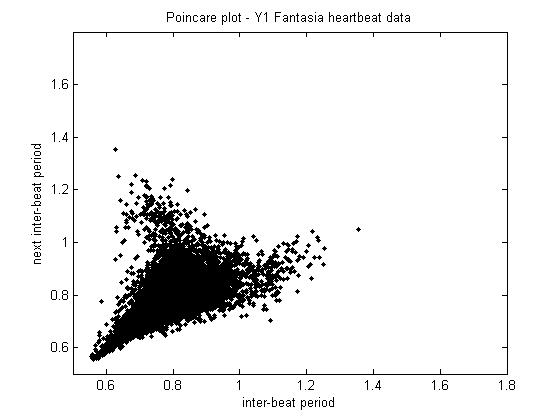 Poincare plot - Y1 Fantasia heartbeat data
1.6
1.4
1.2
1
0.8
0.6
next inter-beat period
0.6 0.8 1 1.2 1.4 1.6 1.8
inter-beat period